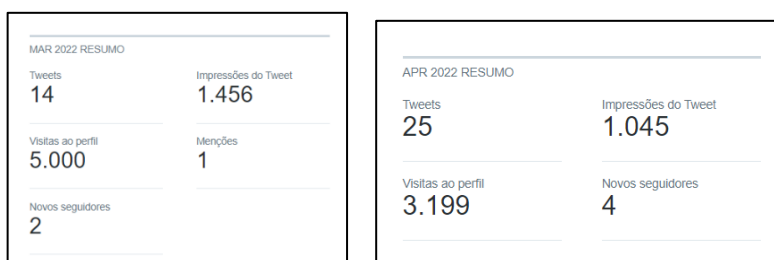 MAR 2022 RESUMO
Tweets
14
Impressões do Tweet
1.456
Visitas ao perfil
5.000
Menções
1
Novos seguidores
2
APR 2022 RESUMO
Tweets
25
Impressões do Tweet
1.045
Visitas ao perfil
3.199
Novos seguidores
4